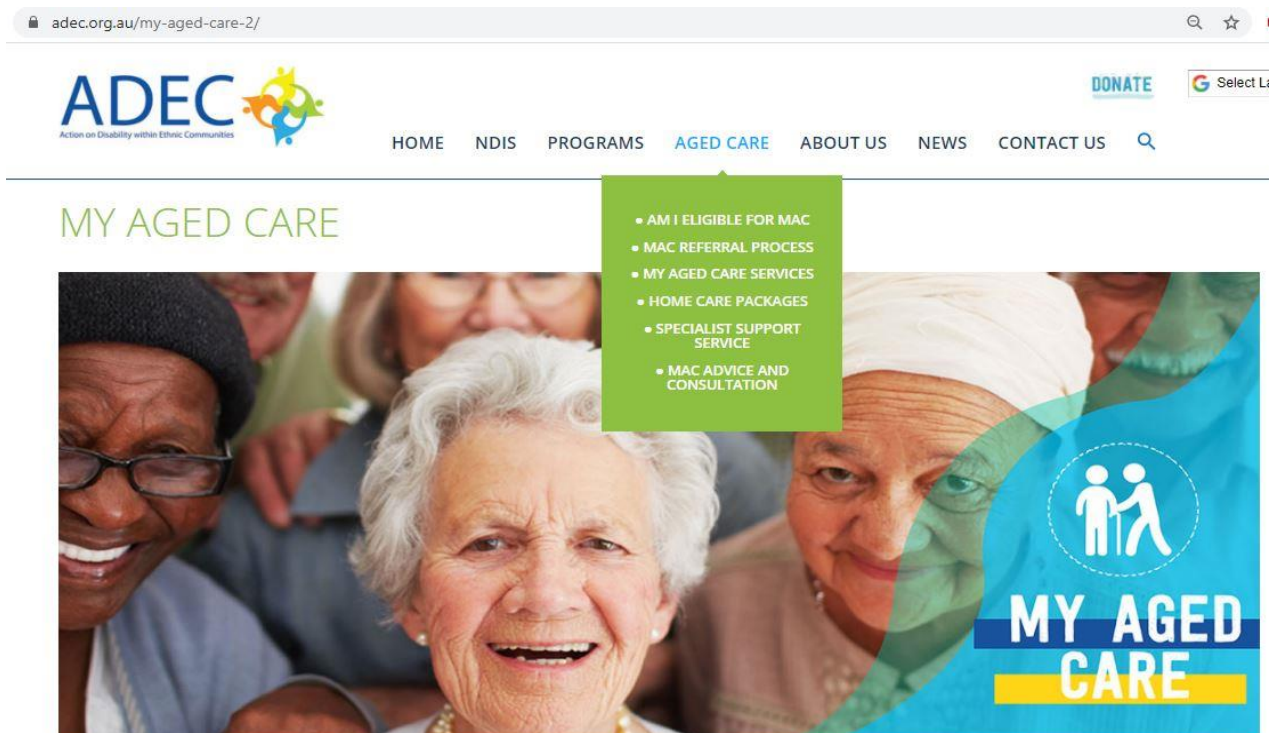 adec.org.au/my-aged-care-2/
ADEC
Action on Disability within Ethnic Communities
DONATE
G Select La
HOME NDIS PROGRAMS AGED CARE ABOUT US NEWS CONTACT US
MY AGED CARE
• AM I ELIGIBLE FOR MAC
• MAC REFERRAL PROCESS
• MY AGED CARE SERVICES
• HOME CARE PACKAGES
• SPECIALIST SUPPORT
SERVICE
• MAC ADVICE AND
CONSULTATION
MY AGED
CARE